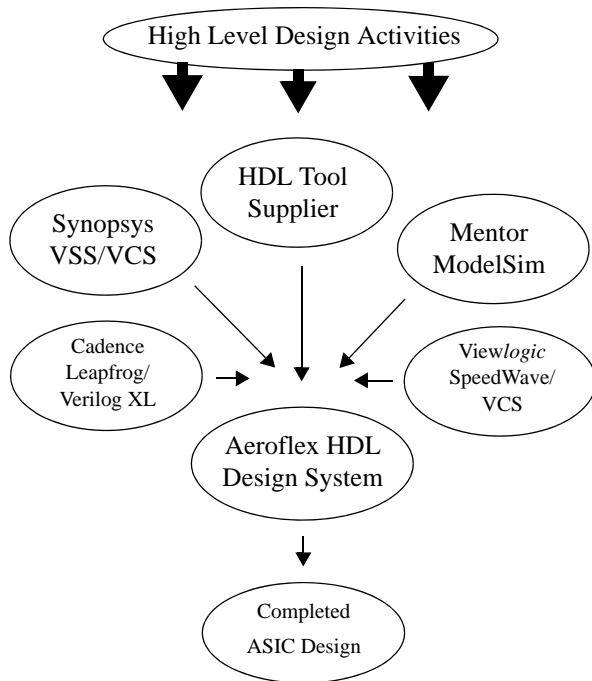 High Level Design Activities
HDL Tool
Supplier
Synopsys
VSS/VCS
Mentor
ModelSim
Cadence
Leapfrog/
Verilog XL
Viewlogic
SpeedWave/
VCS
Aeroflex HDL
Design System
Completed
ASIC Design